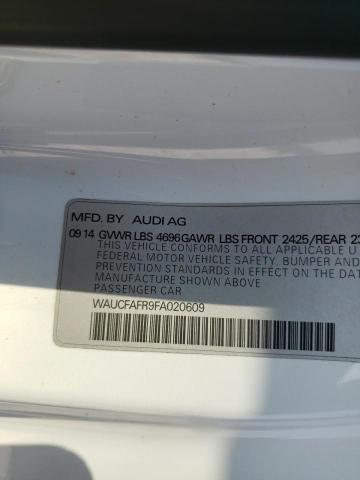 MFD. BY AUDI AG
09 14 GVWR LBS 4696 GAWR LBS FRONT 2425/REAR
THIS VEHICLE CONFORMS TO ALL APPLICABLE U
FEDERAL MOTOR VEHICLE SAFETY, BUMPER AND
PREVENTION STANDARDS IN EFFECT ON THE DATE OF
MANUFACTURE SHOWN ABOVE
PASSENGER CAR
WAUCFAFR9FA020609